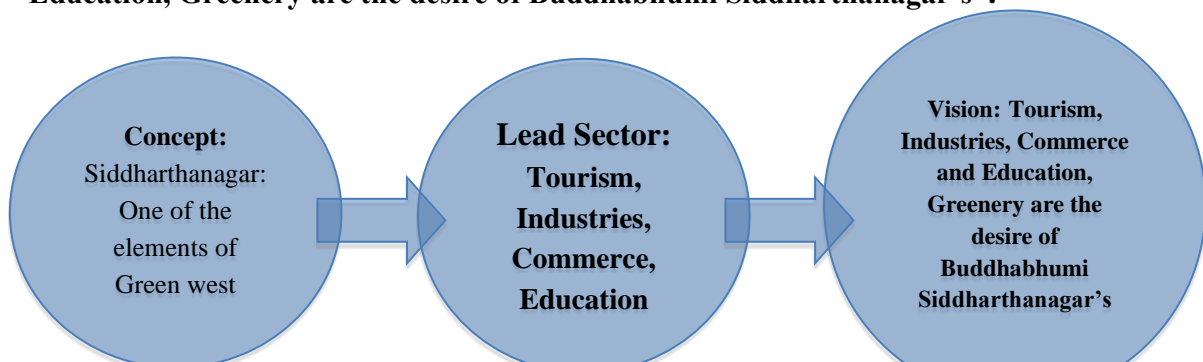 Education, Greenery are the desire of Buddhabhumi Siddharthanagar's".
Concept:
Siddharthanagar:
One of the
elements of
Green west
Lead Sector:
Tourism,
Industries,
Commerce,
Education
Vision: Tourism,
Industries, Commerce
and Education,
Greenery are the
desire of
Buddhabhumi
Siddharthanagar’s